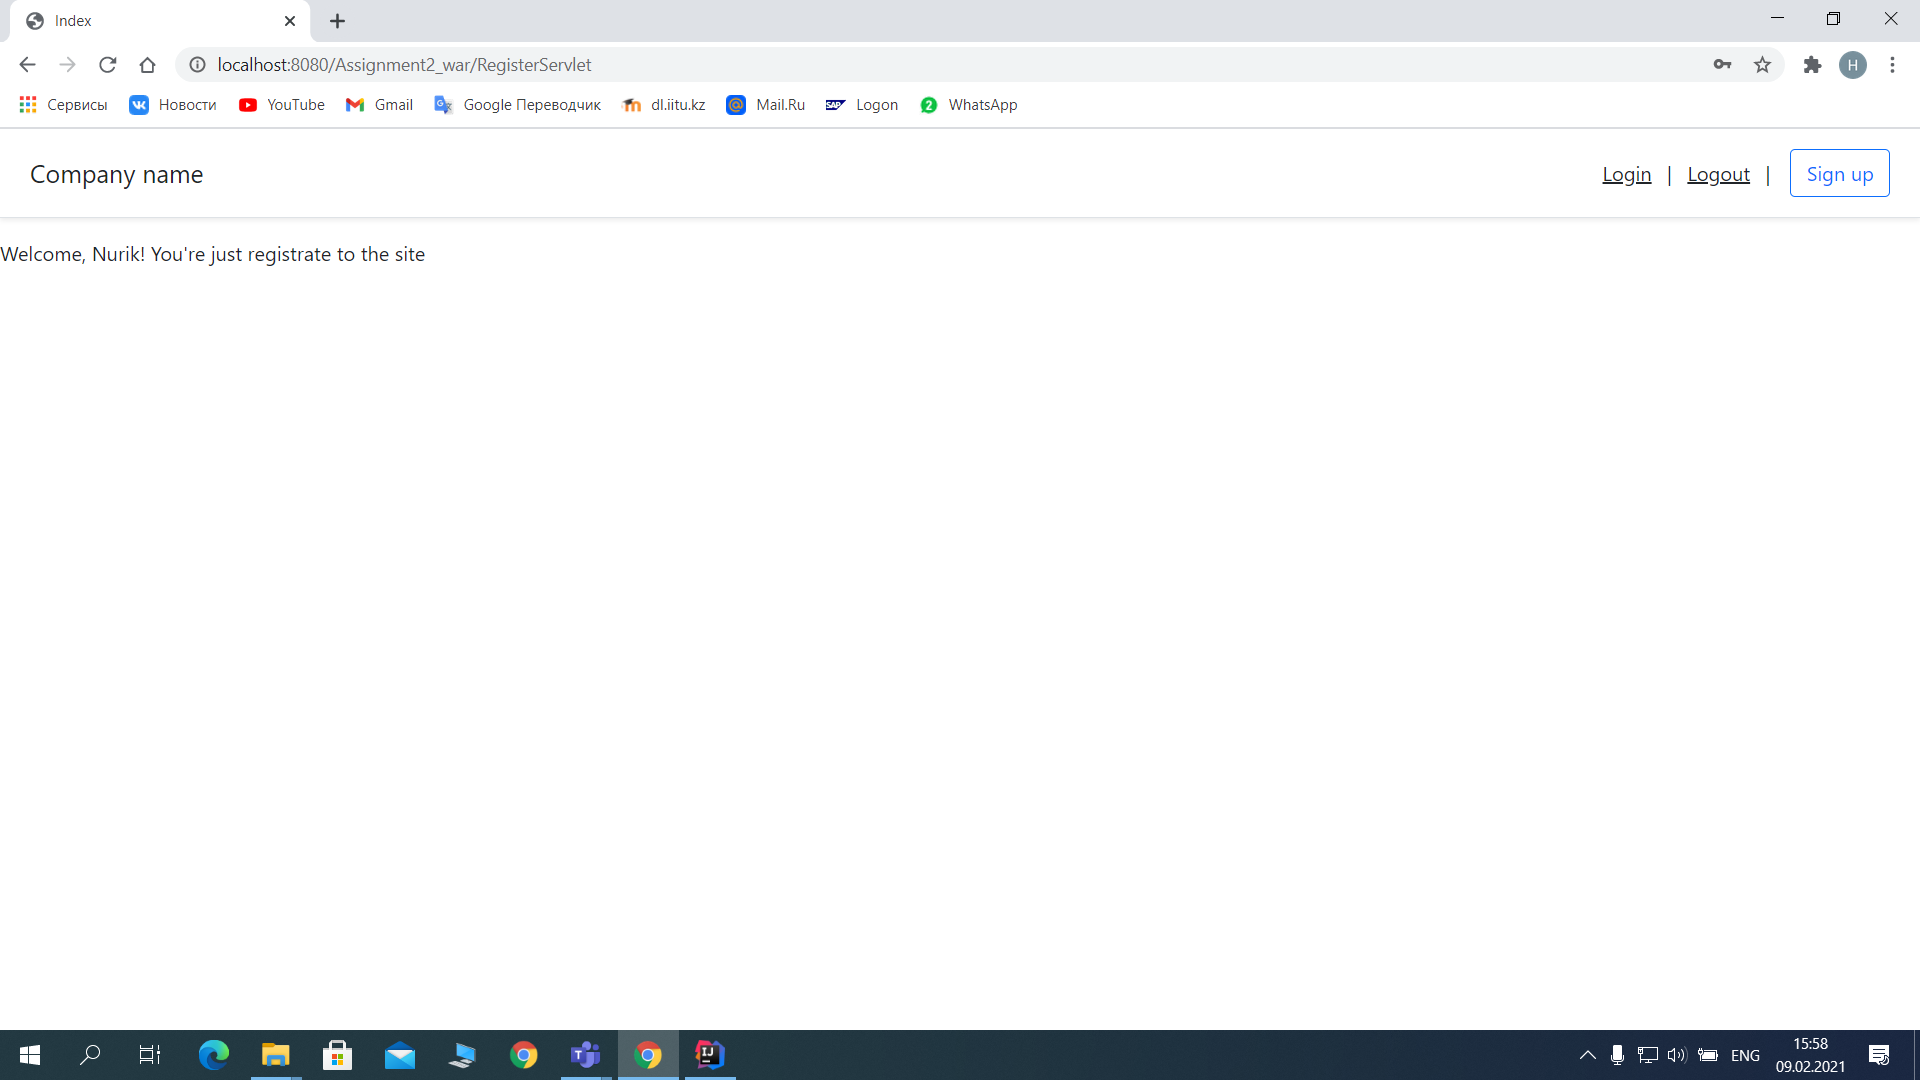 Index
localhost:8080/Assignment2_war/RegisterServlet
H
Сервисы Новости YouTube Gmail Google Переводчик dl.iitu.kz Mail.Ru SAP Logon 2 WhatsApp
Company name Login | Logout | Sign up
Welcome, Nurik! You're just registrate to the site
ENG 15:58
09.02.2021